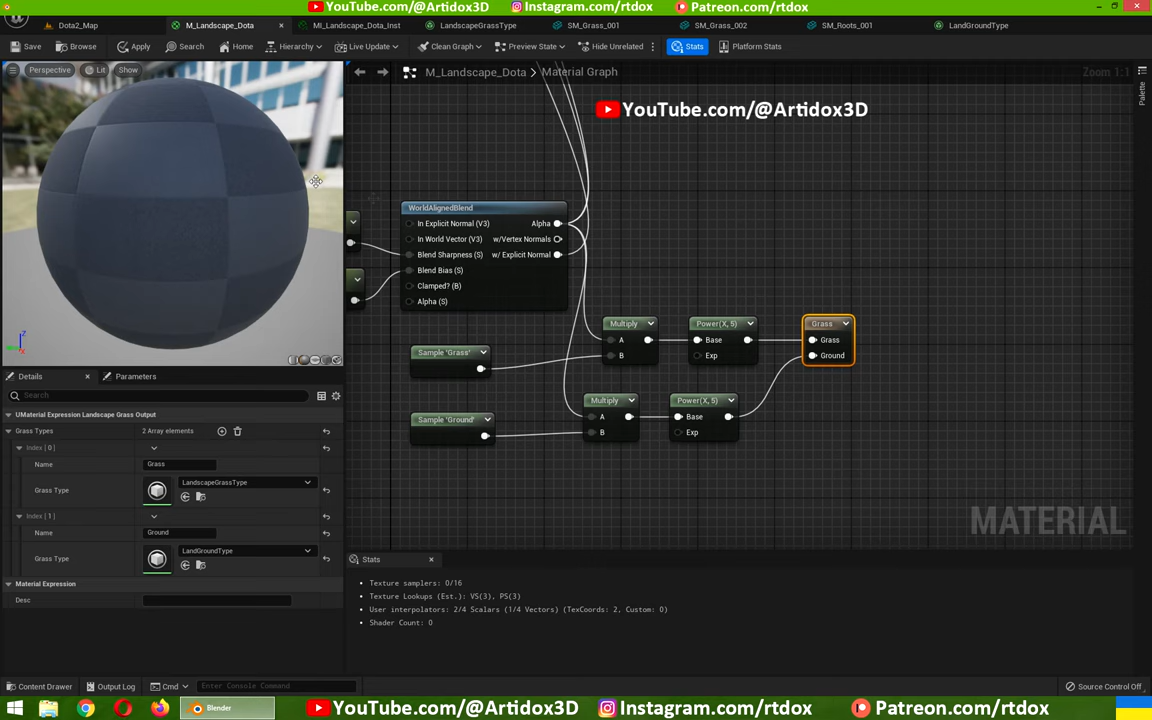 YouTube.com/@Artidox3D Instagram.com/rtdox Patreon.com/rtdox
Dota2_Map M_Landscape_Dota MI_Landscape_Dota_Inst LandscapeGrassType SM_Grass_001 SM_Grass_002 SM_Roots_001 LandGroundType
Save Browse Apply Search Home Hierarchy Live Update Clean Graph Preview State Hide Unrelated Stats Platform Stats
Perspective Lit Show
M_Landscape_Dota > Material Graph
Zoom 1:1
Palette
YouTube.com/@Artidox3D
WorldAlignedBlend
In Explicit Normal (V3) Alpha
In World Vector (V3) w/Vertex Normals
Blend Sharpness (S) w/ Explicit Normal
Blend Bias (S)
Clamped? (B)
Alpha (S)
Multiply Power(X, 5) Grass
A Base Grass
B Exp Ground
Sample 'Grass'
Multiply Power(X, 5)
A Base
B Exp
Sample 'Ground'
MATERIAL
Z
X
Details Parameters
Search
UMaterial Expression Landscape Grass Output
Grass Types 2 Array elements
Index [ 0 ]
Name Grass
Grass Type LandscapeGrassType
Index [ 1 ]
Name Ground
Grass Type LandGroundType
Material Expression
Desc
Stats
Texture samplers: 0/16
Texture Lookups (Est.): VS(3), PS(3)
User interpolators: 2/4 Scalars (1/4 Vectors) (TexCoords: 2, Custom: 0)
Shader Count: 0
Content Drawer Output Log Cmd Enter Console Command Source Control Off
Blender YouTube.com/@Artidox3D Instagram.com/rtdox Patreon.com/rtdox